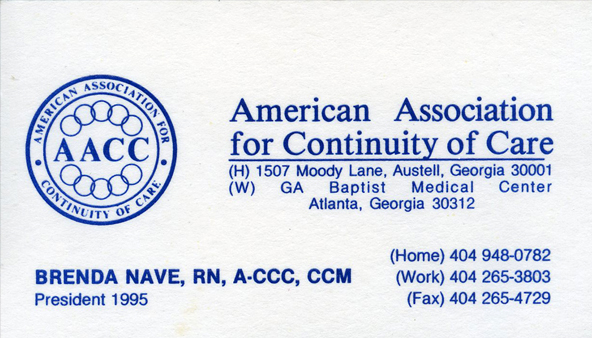 AMERICAN ASSOCIATION FOR
AACC
CONTINUITY OF CARE
American Association
for Continuity of Care
(H) 1507 Moody Lane, Austell, Georgia 30001
(W) GA Baptist Medical Center
Atlanta, Georgia 30312
(Home) 404 948-0782
BRENDA NAVE, RN, A-CCC, CCM
(Work) 404 265-3803
President 1995
(Fax) 404 265-4729